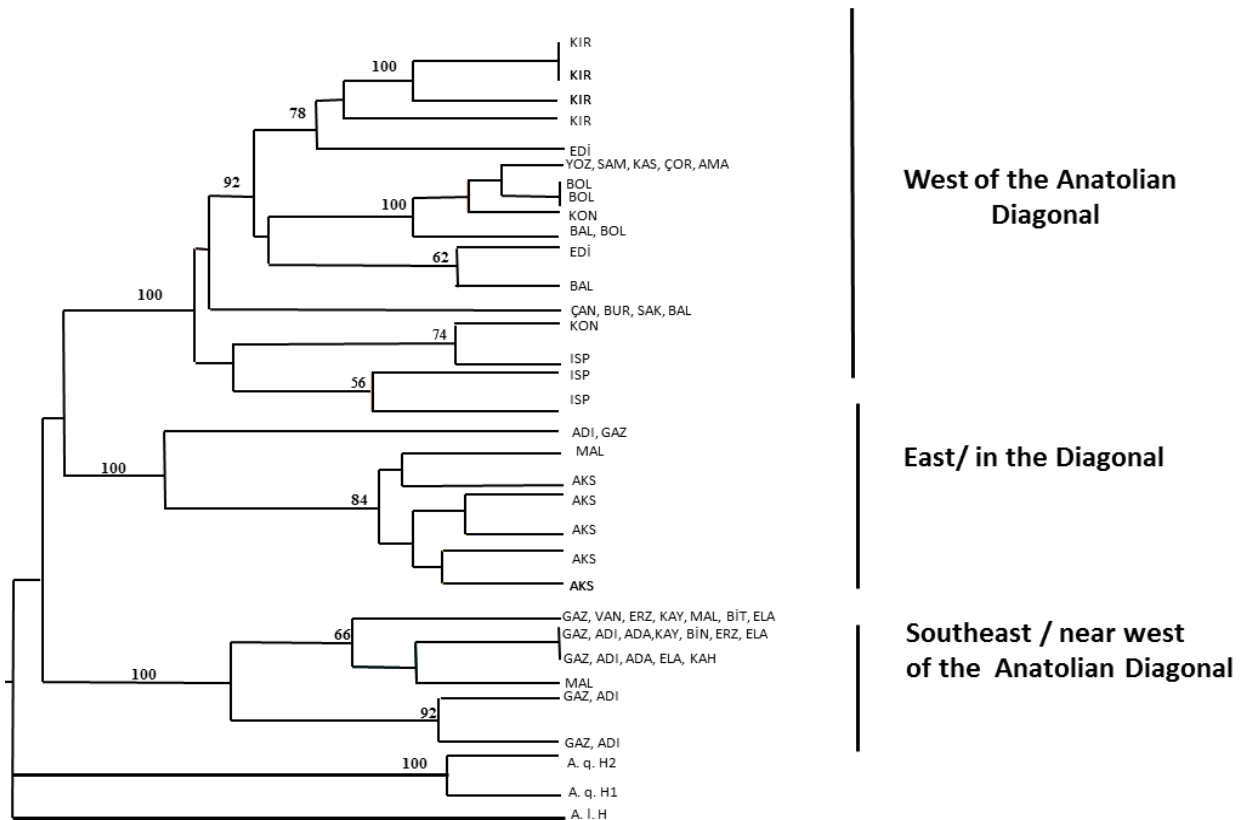 KIR
100
KIR
KIR
78
KIR
EDİ
YOZ, SAM, KAS, ÇOR, AMA
92
BOL
BOL
100
KON
BAL, BOL
EDİ
62
BAL
100
ÇAN, BUR, SAK, BAL
KON
74
ISP
ISP
56
ISP
West of the Anatolian
Diagonal
ADI, GAZ
MAL
100
AKS
84
AKS
AKS
AKS
AKS
East/ in the Diagonal
GAZ, VAN, ERZ, KAY, MAL, BİT, ELA
66
GAZ, ADI, ADA,KAY, BİN, ERZ, ELA
GAZ, ADI, ADA, ELA, KAH
100
MAL
GAZ, ADI
92
GAZ, ADI
Southeast / near west
of the Anatolian Diagonal
100
A. q. H2
A. q. H1
A. l. H